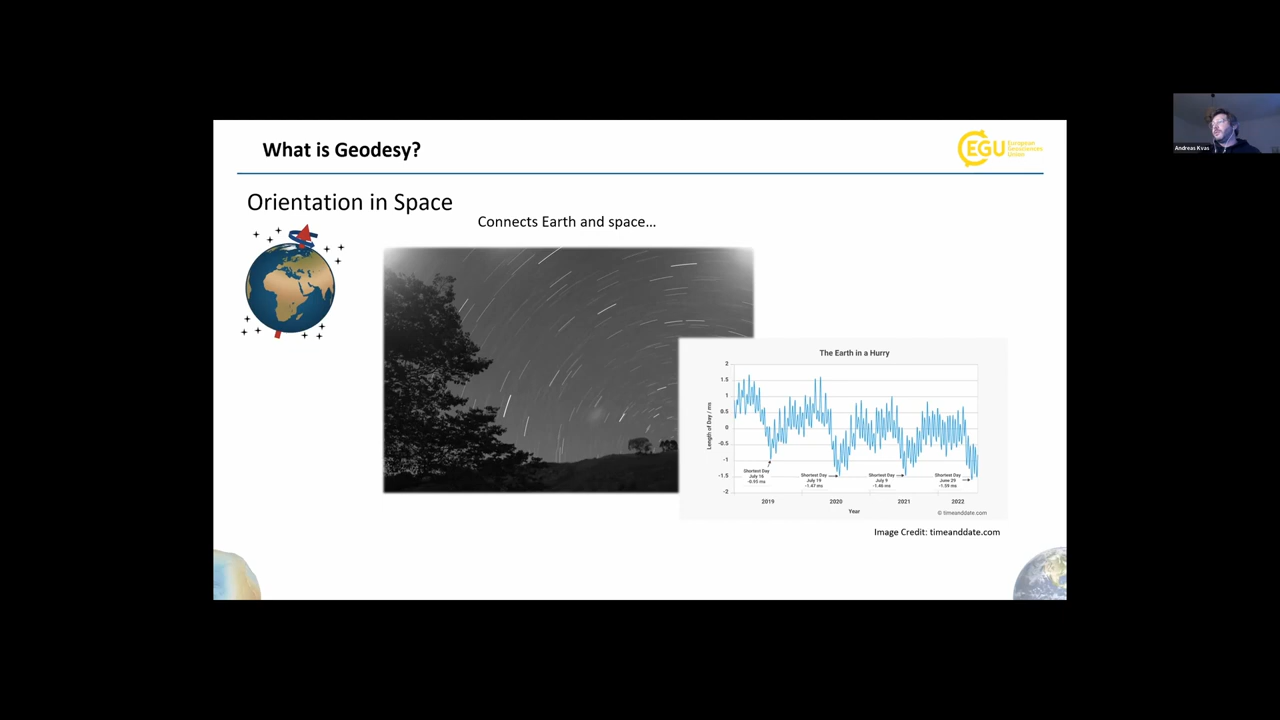 What is Geodesy?
EGU European
Geosciences
Union
Andreas Kvas
Orientation in Space
Connects Earth and space…
The Earth in a Hurry
2
1.5
1
0.5
0
-0.5
-1
-1.5
-2
Length of Day / ms
Shortest Day
July 16
-0.95 ms
Shortest Day
July 19
-1.47 ms
Shortest Day
July 9
-1.46 ms
Shortest Day
June 29
-1.59 ms
2019 2020 2021 2022
Year
© timeanddate.com
Image Credit: timeanddate.com